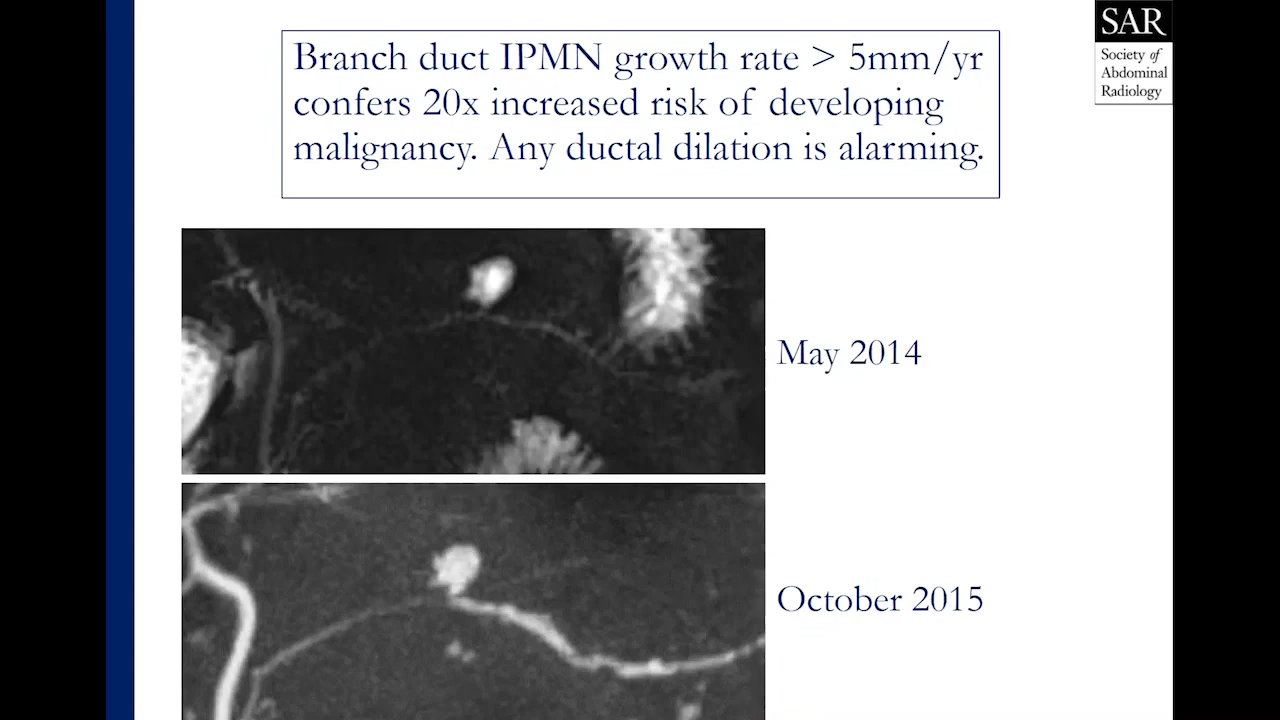 SAR
Society of
Abdominal
Radiology
Branch duct IPMN growth rate > 5mm/yr
confers 20x increased risk of developing
malignancy. Any ductal dilation is alarming.
May 2014
October 2015